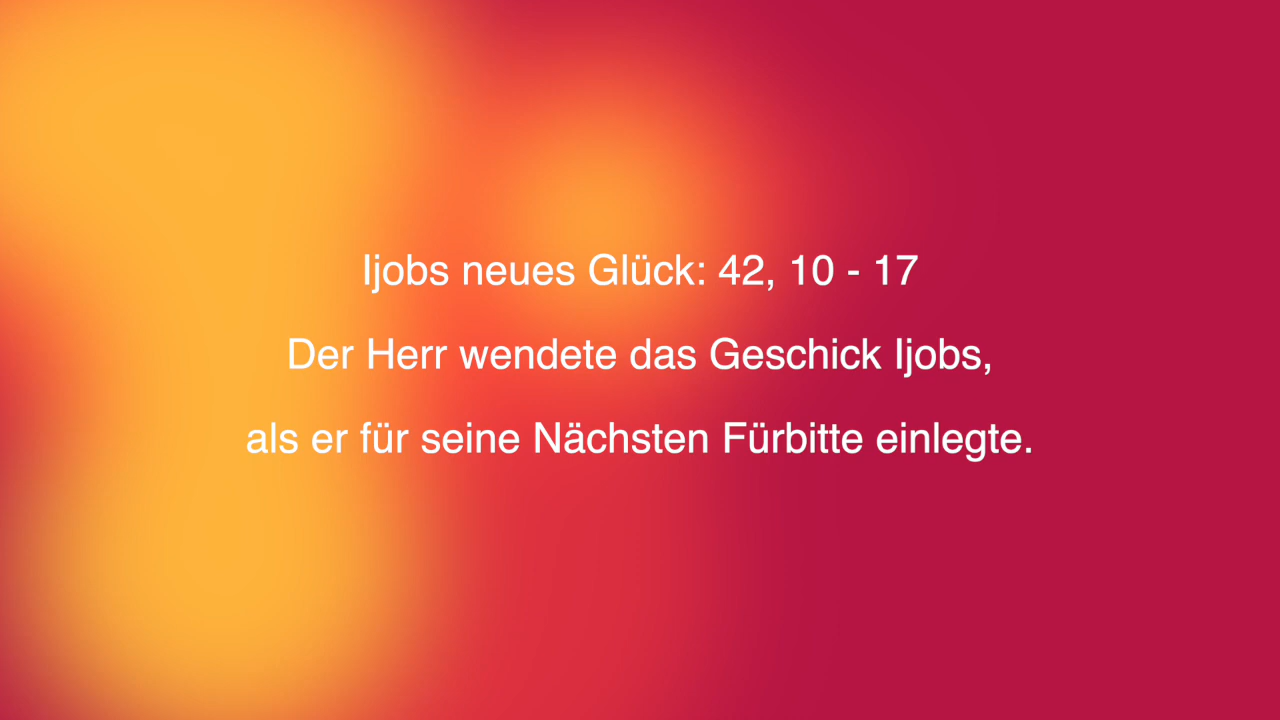 Ijobs neues Glück: 42, 10 - 17
Der Herr wendete das Geschick Ijobs,
als er für seine Nächsten Fürbitte einlegte.